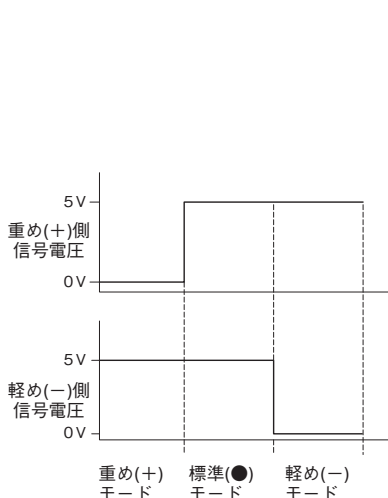 5V
重め(+)側
信号電圧
0V
5V
軽め(−)側
信号電圧
0V
重め(+) 標準(●) 軽め(−)
モード モード モード